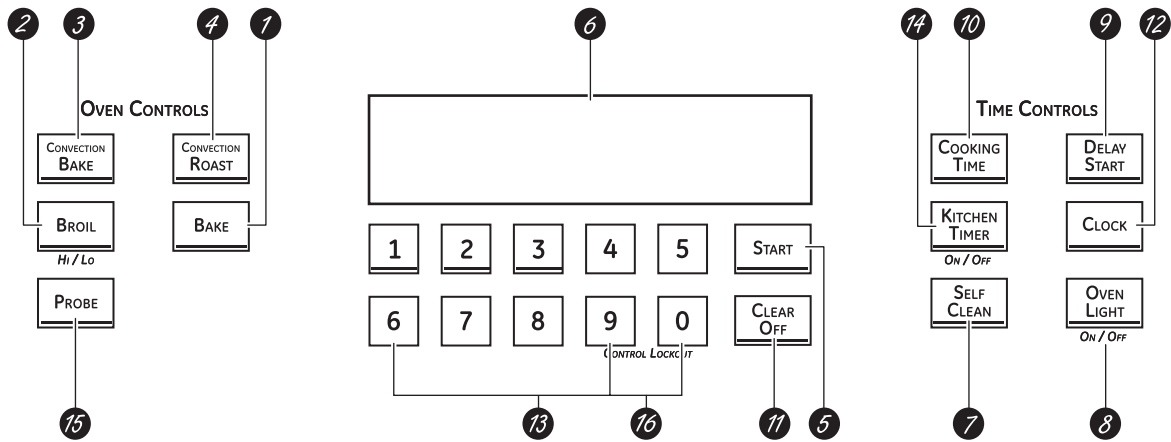 2 3 4 1 6 14 10 9 12
OVEN CONTROLS
TIME CONTROLS
CONVECTION BAKE
CONVECTION ROAST
COOKING TIME
DELAY START
BROIL
HI / LO
BAKE
1 2 3 4 5
START
KITCHEN TIMER
ON / OFF
CLOCK
PROBE
6 7 8 9 0
CONTROL LOCKOUT
CLEAR OFF
SELF CLEAN
OVEN LIGHT
ON / OFF
15 13 16 11 5 7 8